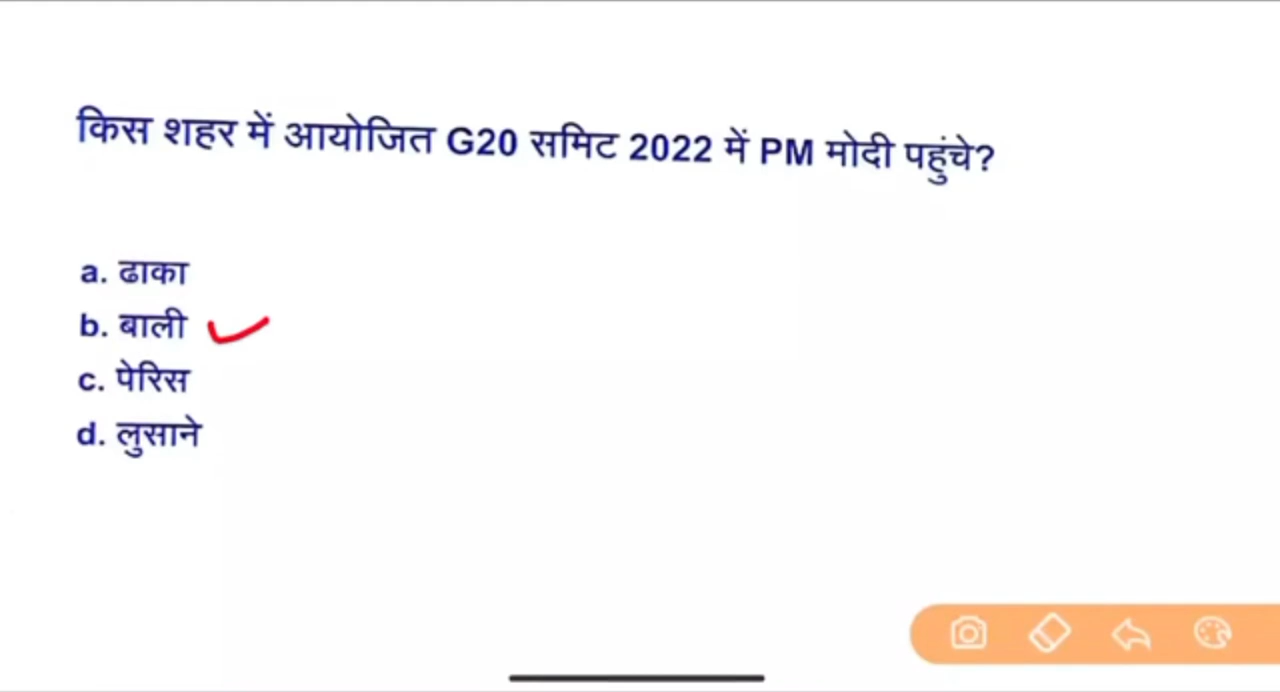 किस शहर में आयोजित G20 समिट 2022 में PM मोदी पहुंचे?
a. ढाका
b. बाली
c. पेरिस
d. लुसाने